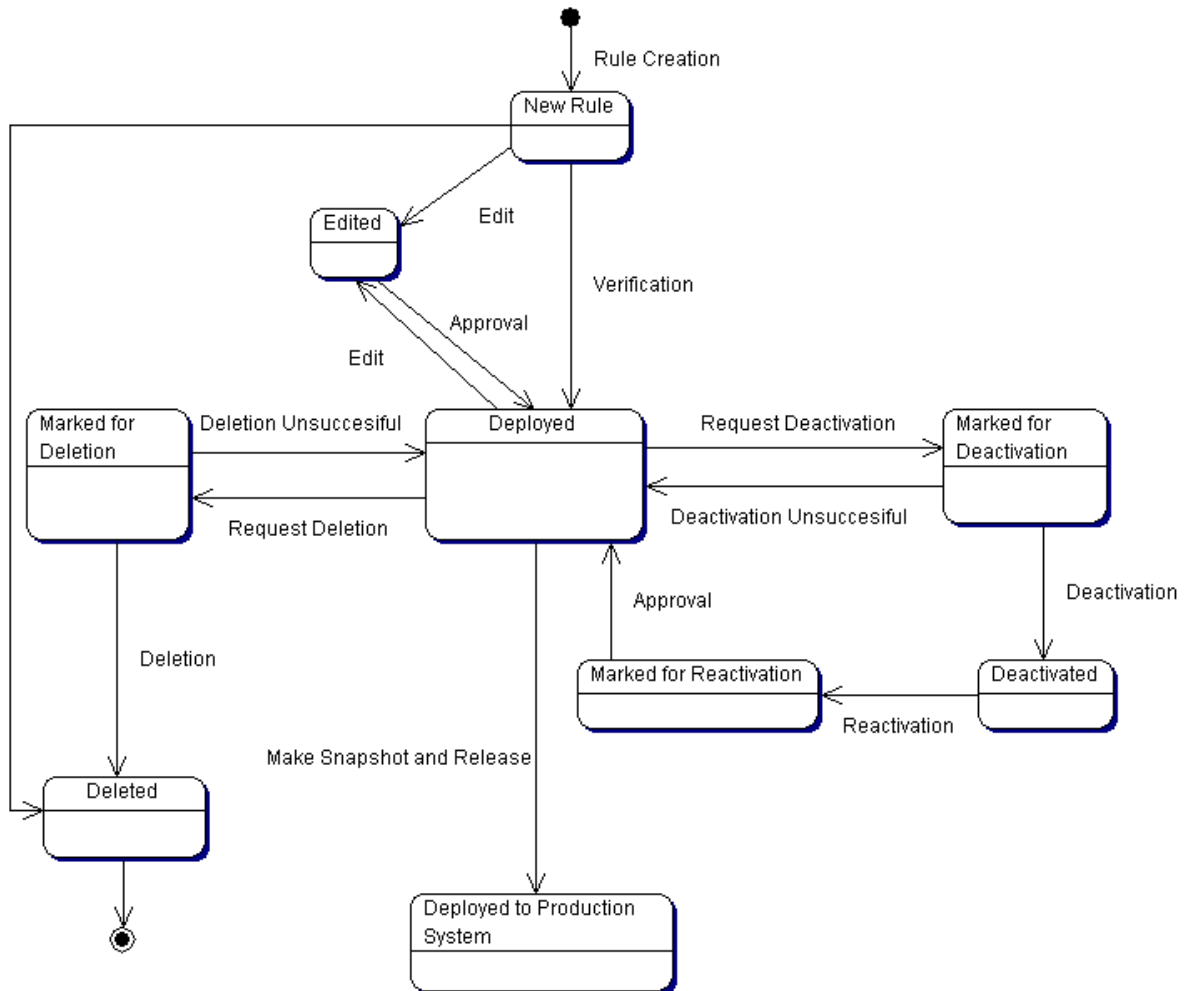 Rule Creation
New Rule
Edited
Edit
Verification
Approval
Edit
Marked for
Deletion
Deletion Unsuccesiful
Deployed
Request Deactivation
Marked for
Deactivation
Request Deletion
Deactivation Unsuccesiful
Approval
Deactivation
Deletion
Marked for Reactivation
Deactivated
Reactivation
Make Snapshot and Release
Deleted
Deployed to Production
System